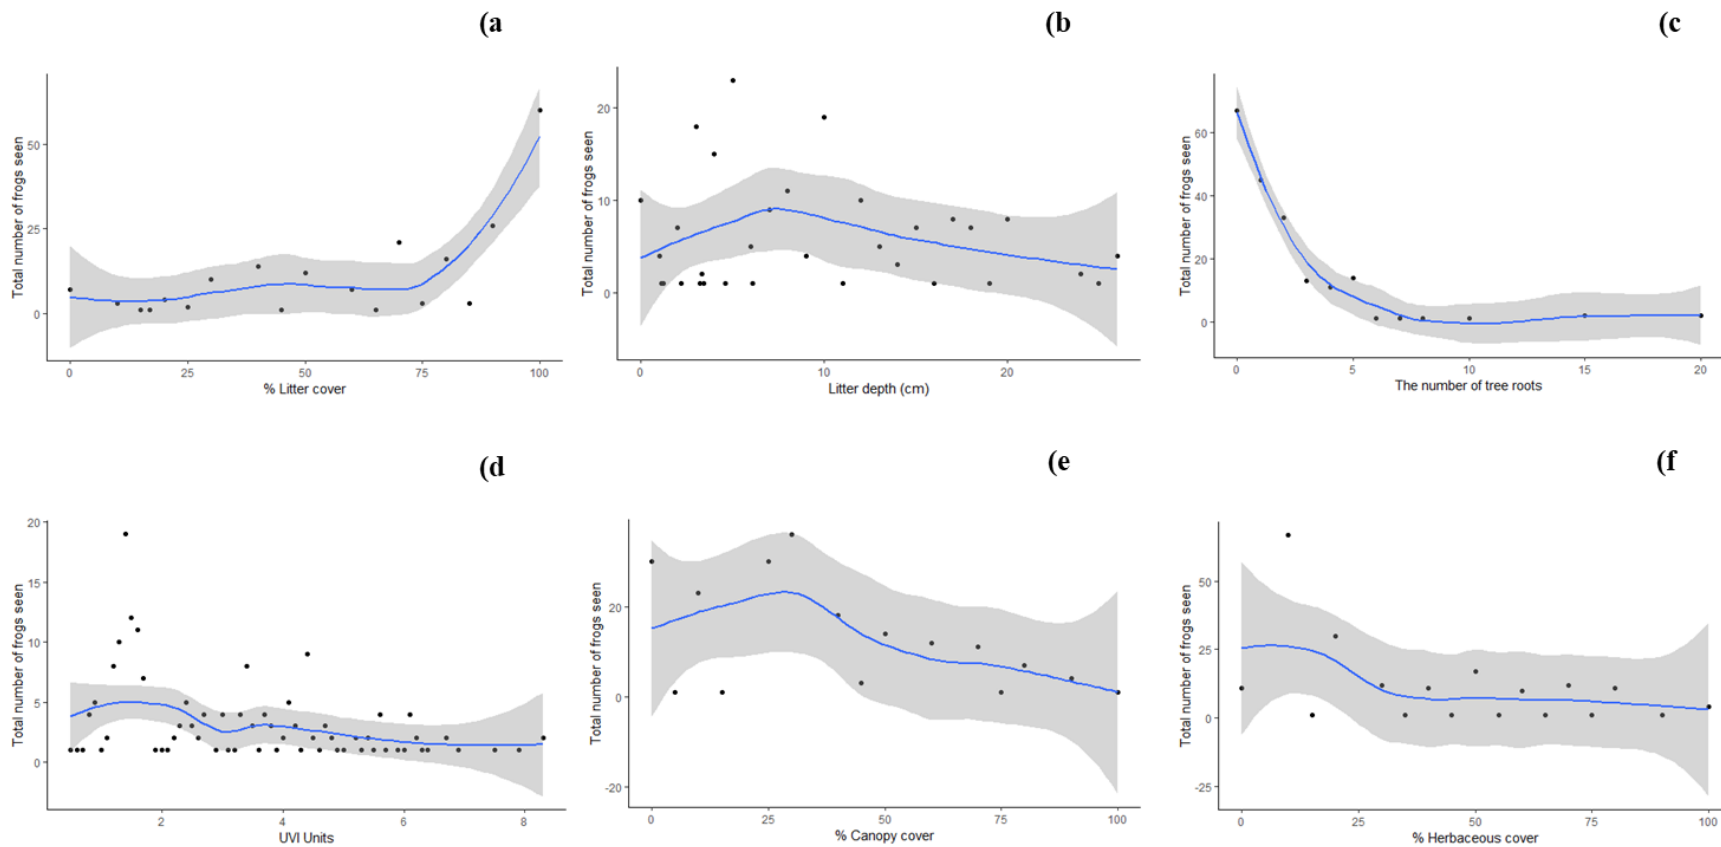 (a
Total number of frogs seen
50
25
0
0 25 50 75 100
% Litter cover
(b
Total number of frogs seen
20
10
0
0 10 20
Litter depth (cm)
(c
Total number of frogs seen
60
40
20
0
0 5 10 15 20
The number of tree roots
(d
Total number of frogs seen
20
15
10
5
0
2 4 6 8
UVI Units
(e
Total number of frogs seen
20
0
-20
0 25 50 75 100
% Canopy cover
(f
Total number of frogs seen
50
25
0
-25
0 25 50 75 100
% Herbaceous cover